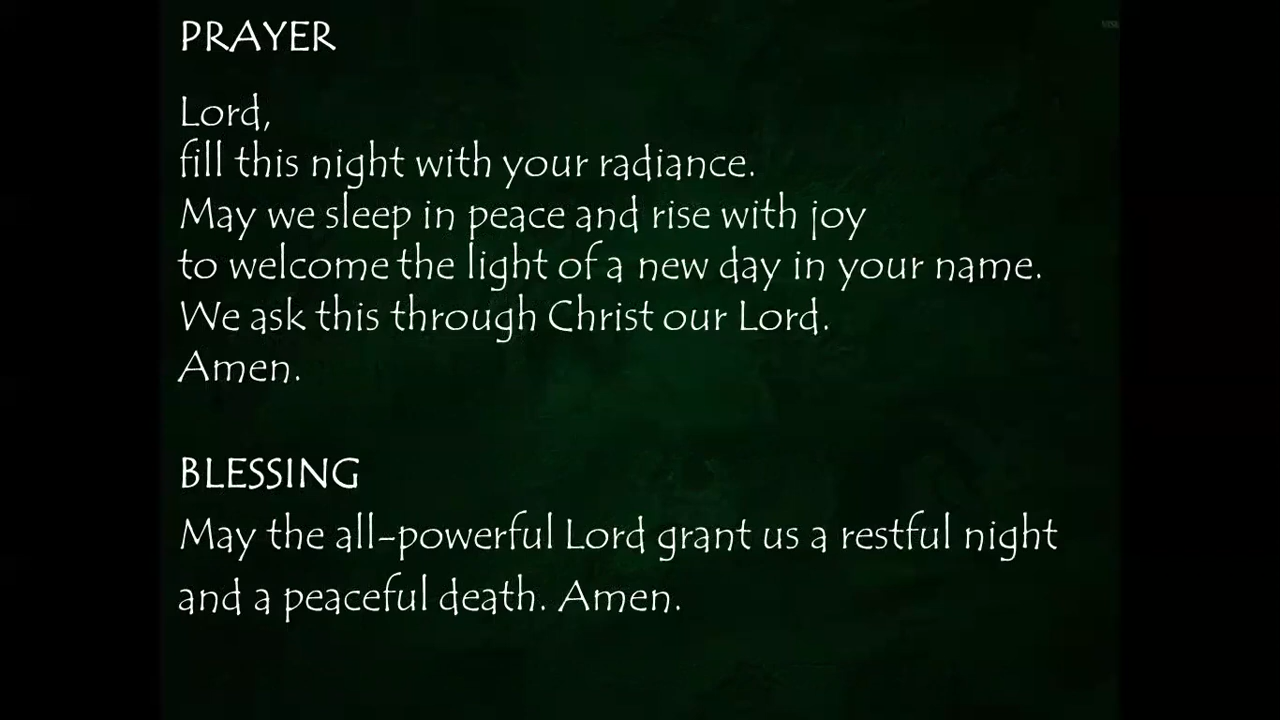 PRAYER
Lord,
fill this night with your radiance.
May we sleep in peace and rise with joy
to welcome the light of a new day in your name.
We ask this through Christ our Lord.
Amen.
BLESSING
May the all-powerful Lord grant us a restful night
and a peaceful death. Amen.